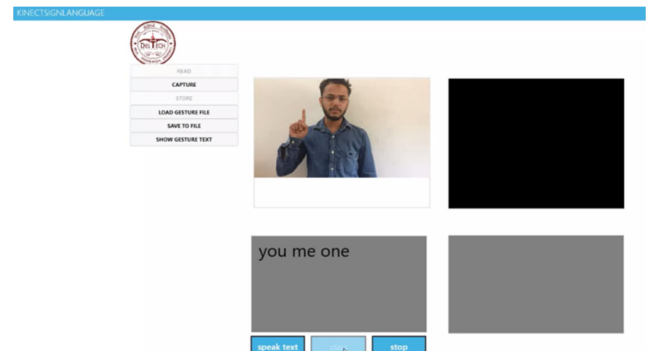 KINECTSIGNLANGUAGE
DELTECH
READ
CAPTURE
STORE
LOAD GESTURE FILE
SAVE TO FILE
SHOW GESTURE TEXT
you me one
speak text
stop